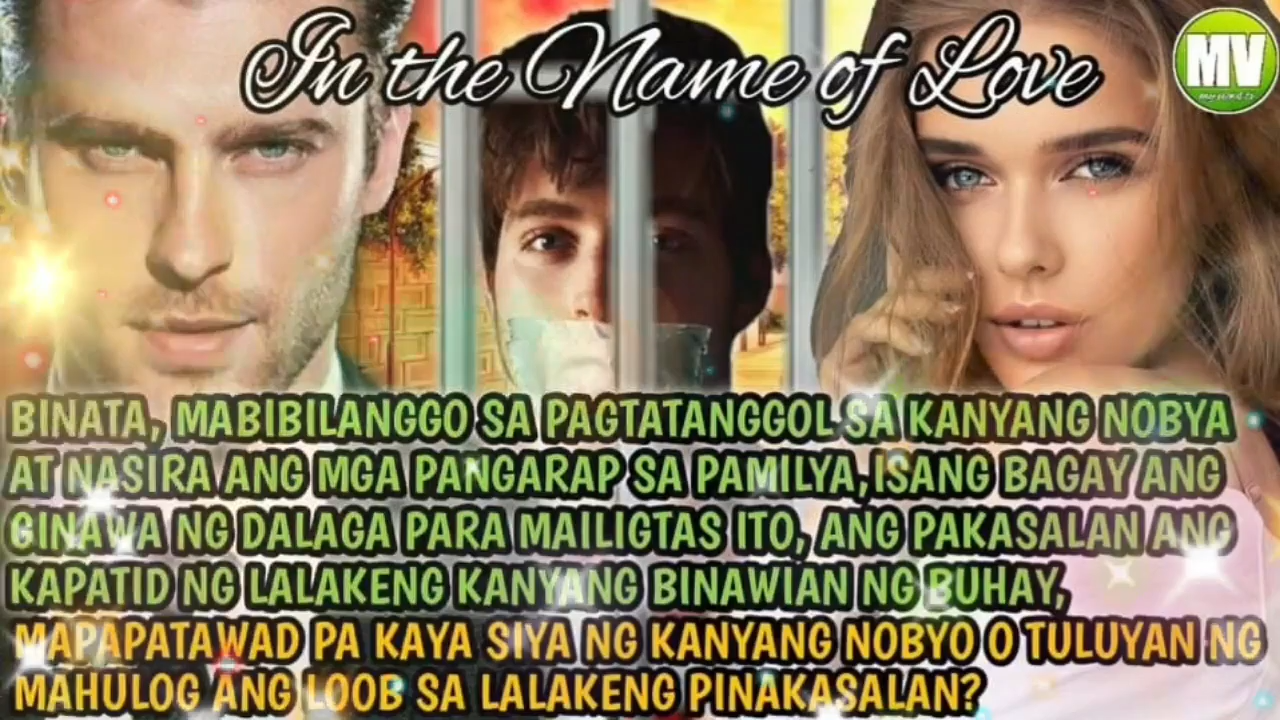 In the Name of Love
MV
BINATA, MABIBILANGGO SA PAGTATANGGOL SA KANYANG NOBYA
AT NASIRA ANG MGA PANGARAP SA PAMILYA, ISANG BAGAY ANG
GINAWA NG DALAGA PARA MAILIGTAS ITO, ANG PAKASALAN ANG
KAPATID NG LALAKENG KANYANG BINAWIAN NG BUHAY,
MAPAPATAWAD PA KAYA SIYA NG KANYANG NOBYO O TULUYAN NG
MAHULOG ANG LOOB SA LALAKENG PINAKASALAN?